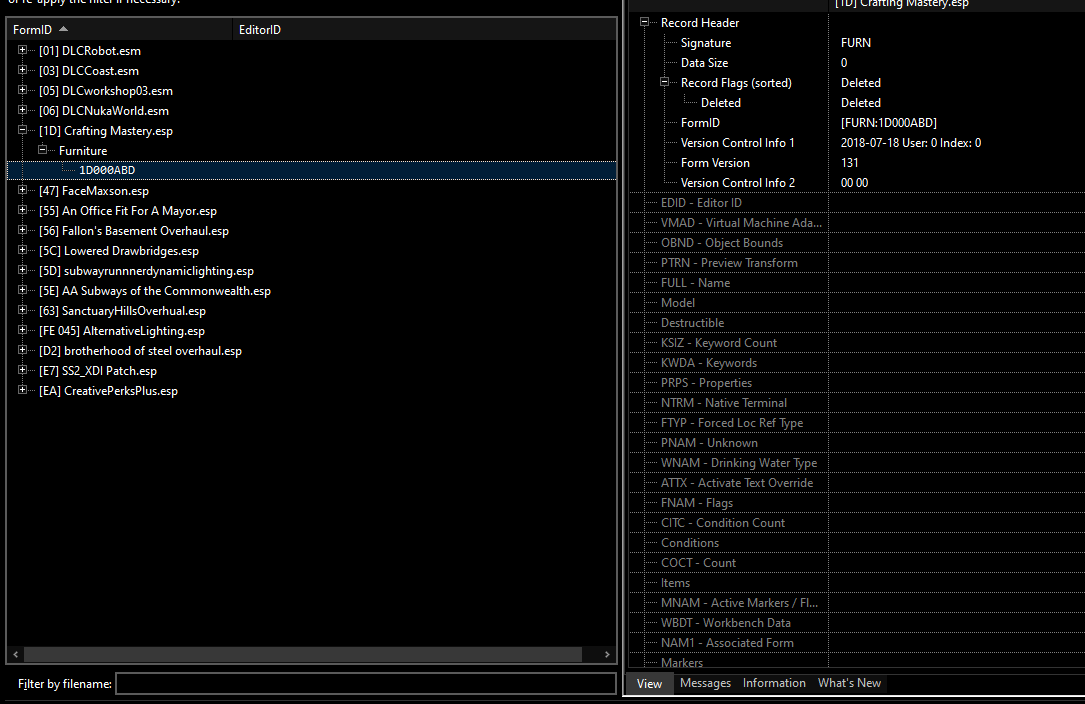 or re-apply the filter if necessary.
FormID EditorID
[01] DLCRobot.esm
[03] DLCCoast.esm
[05] DLCworkshop03.esm
[06] DLCNukaWorld.esm
[1D] Crafting Mastery.esp
Furniture
1D000ABD
[47] FaceMaxson.esp
[55] An Office Fit For A Mayor.esp
[56] Fallon's Basement Overhaul.esp
[5C] Lowered Drawbridges.esp
[5D] subwayrunnnerdynamiclighting.esp
[5E] AA Subways of the Commonwealth.esp
[63] SanctuaryHillsOverhual.esp
[FE 045] AlternativeLighting.esp
[D2] brotherhood of steel overhaul.esp
[E7] SS2_XDI Patch.esp
[EA] CreativePerksPlus.esp
Filter by filename:
[1D] Crafting Mastery.esp
Record Header
Signature FURN
Data Size 0
Record Flags (sorted) Deleted
Deleted Deleted
FormID [FURN:1D000ABD]
Version Control Info 1 2018-07-18 User: 0 Index: 0
Form Version 131
Version Control Info 2 00 00
EDID - Editor ID
VMAD - Virtual Machine Ada...
OBND - Object Bounds
PTRN - Preview Transform
FULL - Name
Model
Destructible
KSIZ - Keyword Count
KWDA - Keywords
PRPS - Properties
NTRM - Native Terminal
FTYP - Forced Loc Ref Type
PNAM - Unknown
WNAM - Drinking Water Type
ATTX - Activate Text Override
FNAM - Flags
CITC - Condition Count
Conditions
COCT - Count
Items
MNAM - Active Markers / Fl...
WBDT - Workbench Data
NAM1 - Associated Form
Markers
View Messages Information What's New